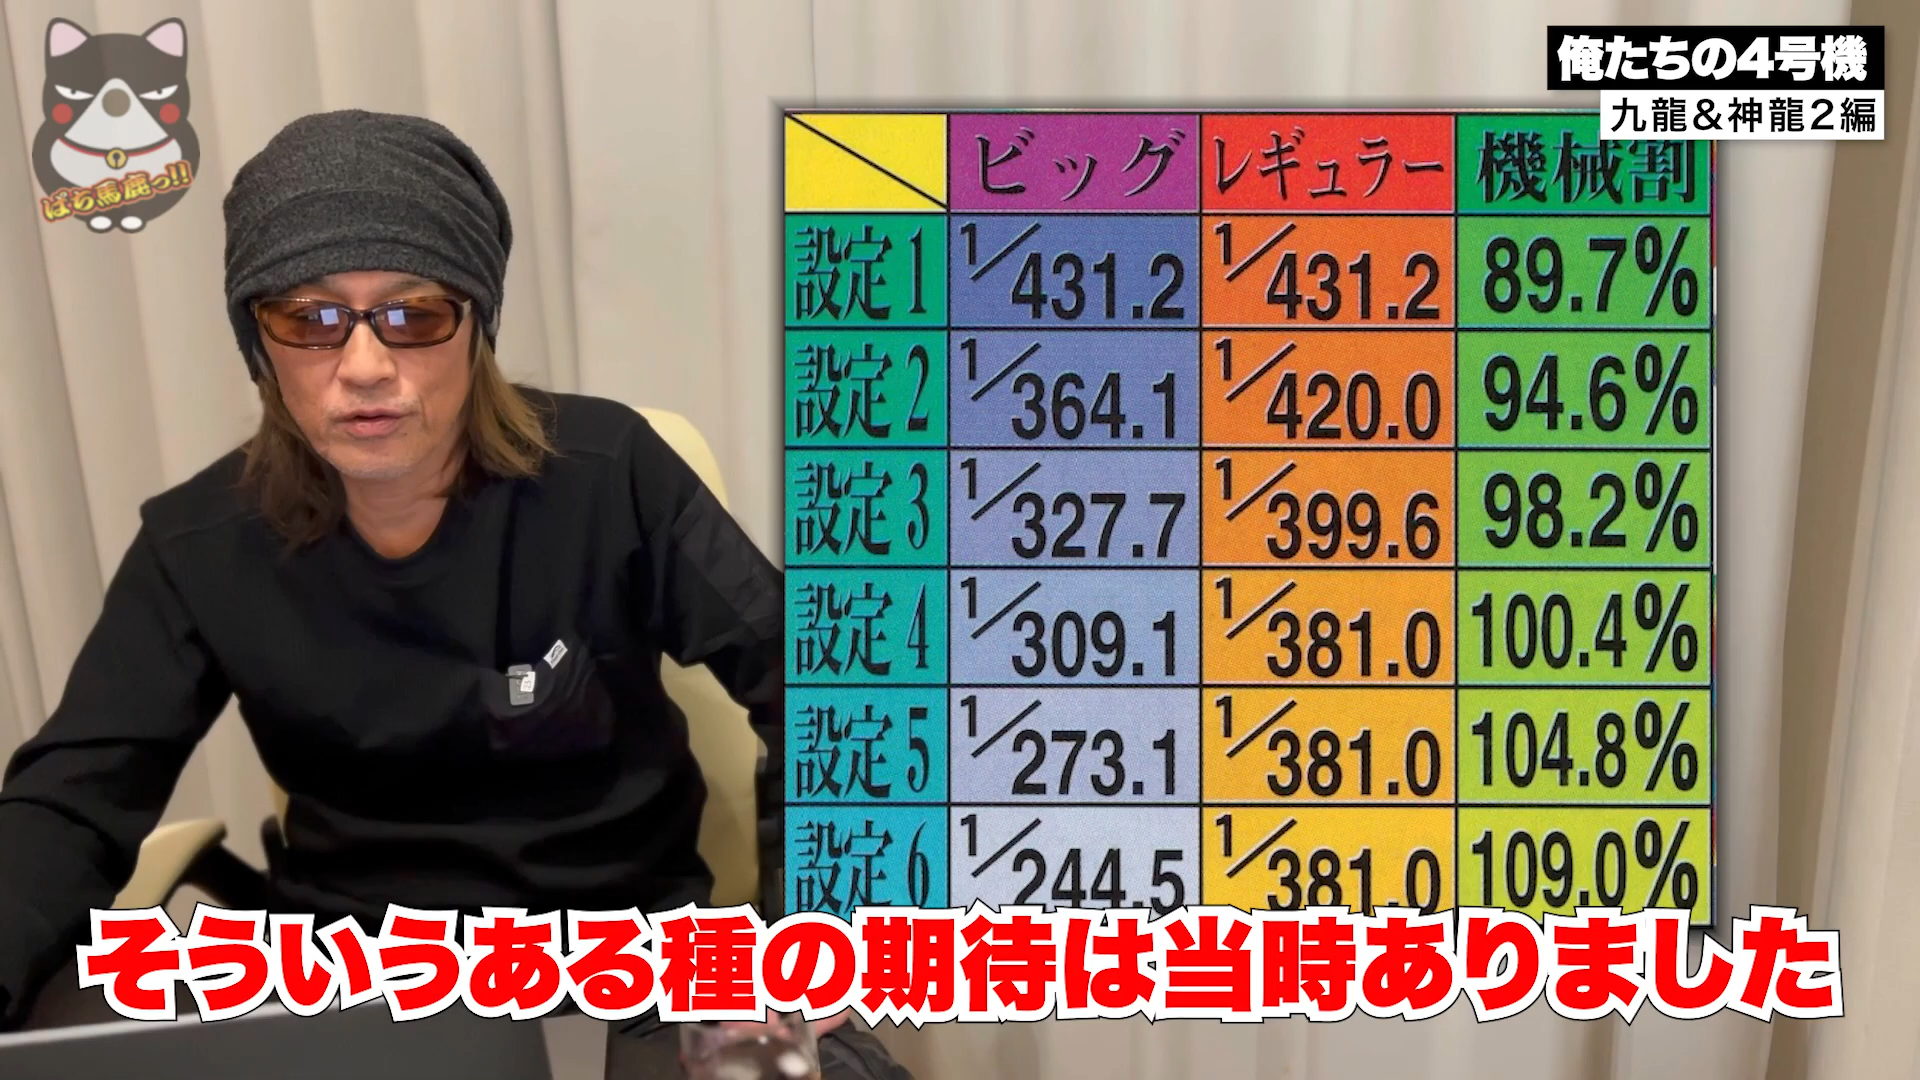 ぱち馬鹿っ!!
俺たちの4号機
九龍&神龍2編
ビッグ レギュラー 機械割
設定1 1/431.2 1/431.2 89.7%
設定2 1/364.1 1/420.0 94.6%
設定3 1/327.7 1/399.6 98.2%
設定4 1/309.1 1/381.0 100.4%
設定5 1/273.1 1/381.0 104.8%
設定6 1/244.5 1/381.0 109.0%
そういうある種の期待は当時ありました